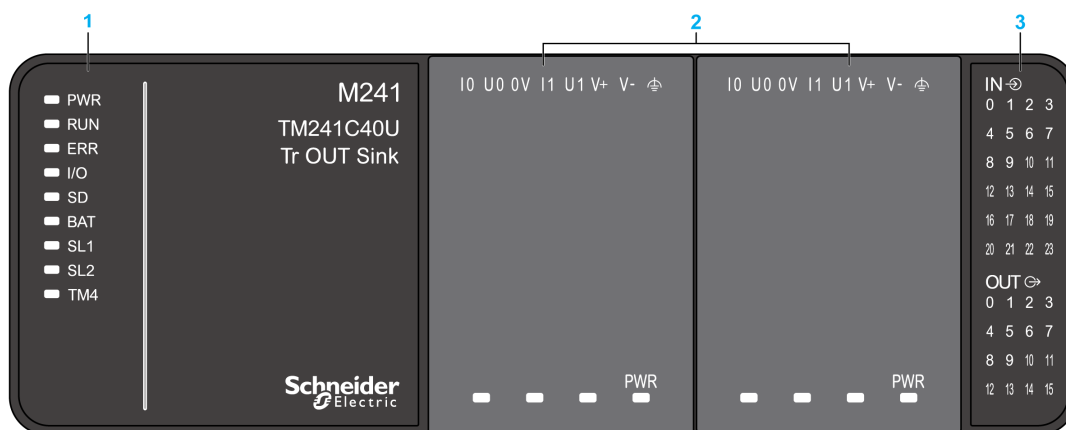 1
2
3
PWR
RUN
ERR
I/O
SD
BAT
SL1
SL2
TM4
M241
TM241C40U
Tr OUT Sink
Schneider
Electric
I0 U0 0V I1 U1 V+ V-
PWR
I0 U0 0V I1 U1 V+ V-
PWR
IN
0 1 2 3
4 5 6 7
8 9 10 11
12 13 14 15
16 17 18 19
20 21 22 23
OUT
0 1 2 3
4 5 6 7
8 9 10 11
12 13 14 15